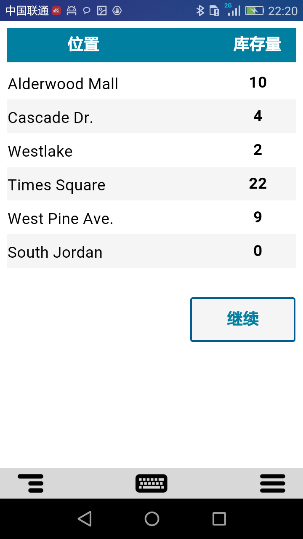 中国联通 2G 22:20
位置 库存量
Alderwood Mall 10
Cascade Dr. 4
Westlake 2
Times Square 22
West Pine Ave. 9
South Jordan 0
继续